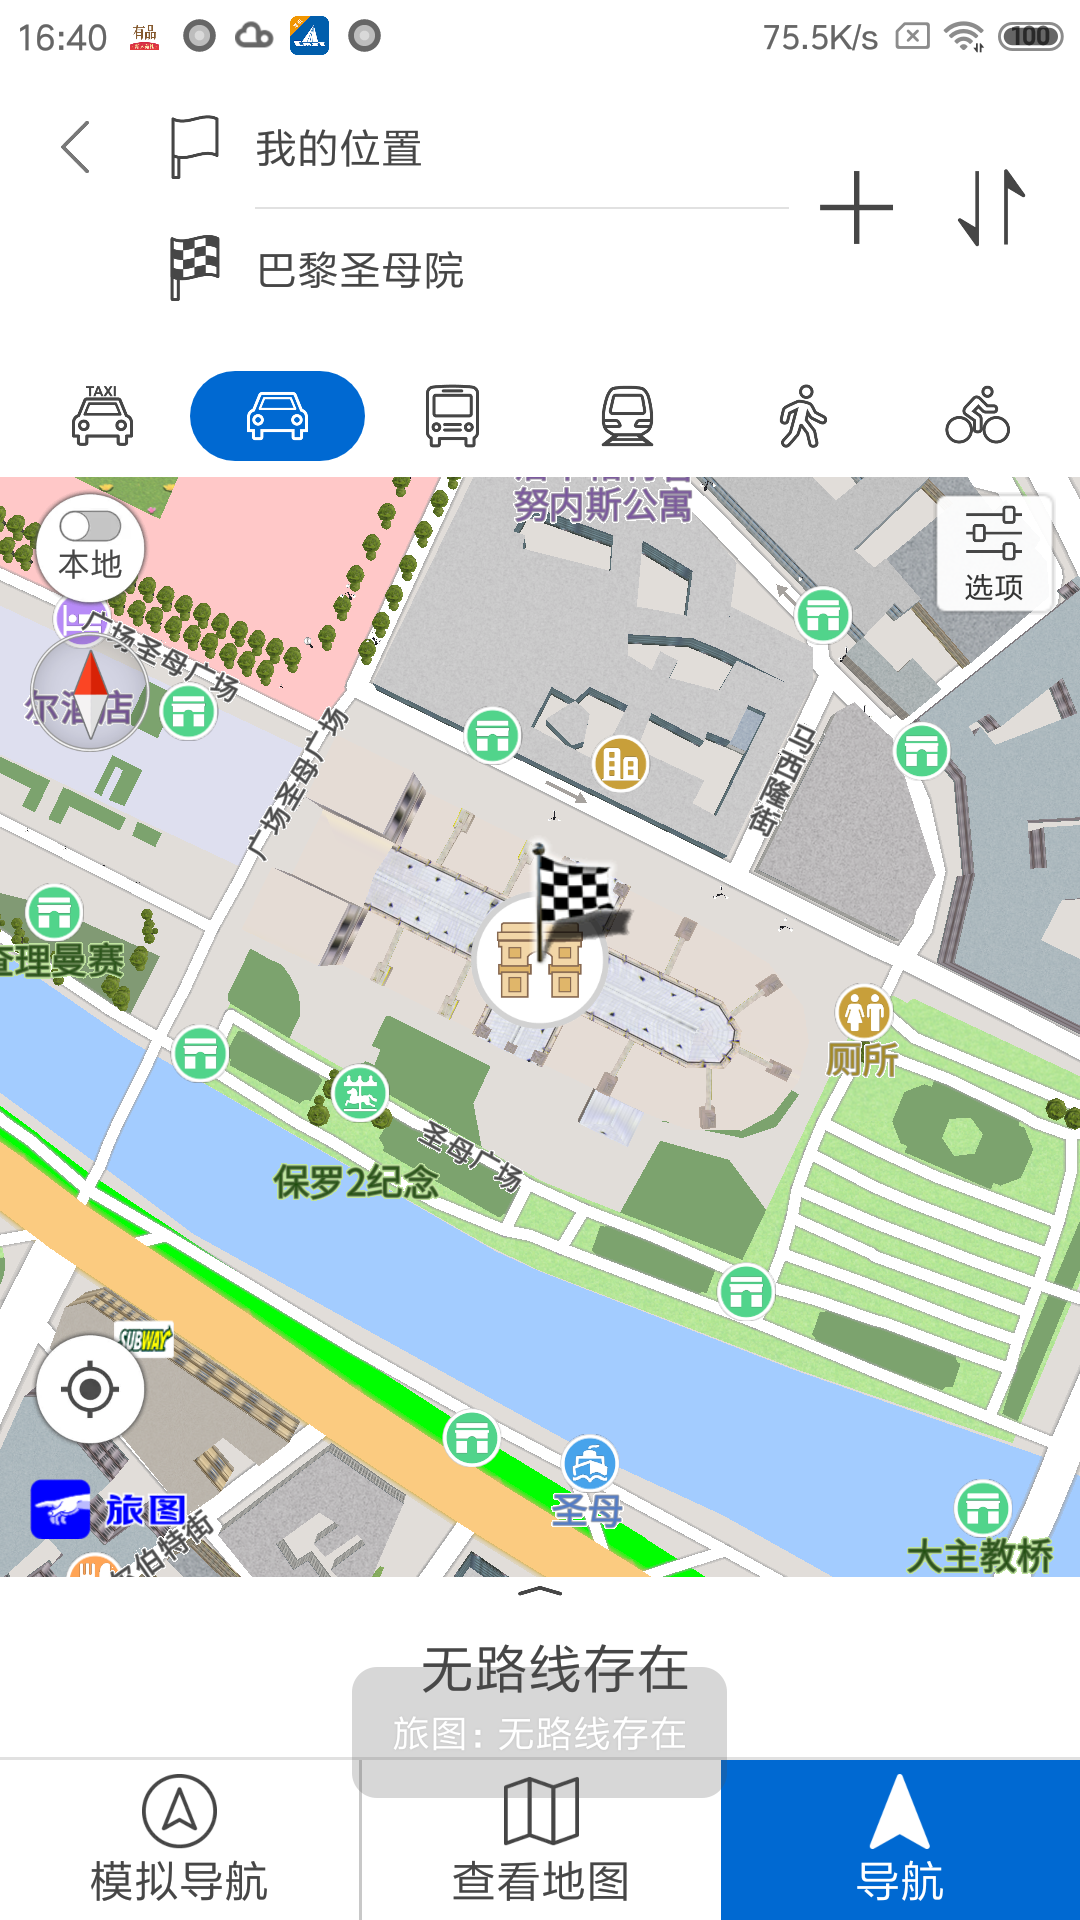 16:40
有品
75.5K/s
100
我的位置
巴黎圣母院
TAXI
努内斯公寓
本地
选项
广场圣母广场
尔酒店
广场圣母广场
马西隆街
查理曼赛
厕所
圣母广场
保罗2纪念
SUBWAY
旅图
尔伯特街
圣母
大主教桥
无路线存在
旅图：无路线存在
模拟导航
查看地图
导航